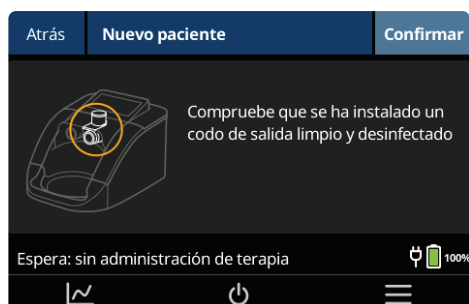 Atrás
Nuevo paciente
Confirmar
Compruebe que se ha instalado un
codo de salida limpio y desinfectado
Espera: sin administración de terapia
100%